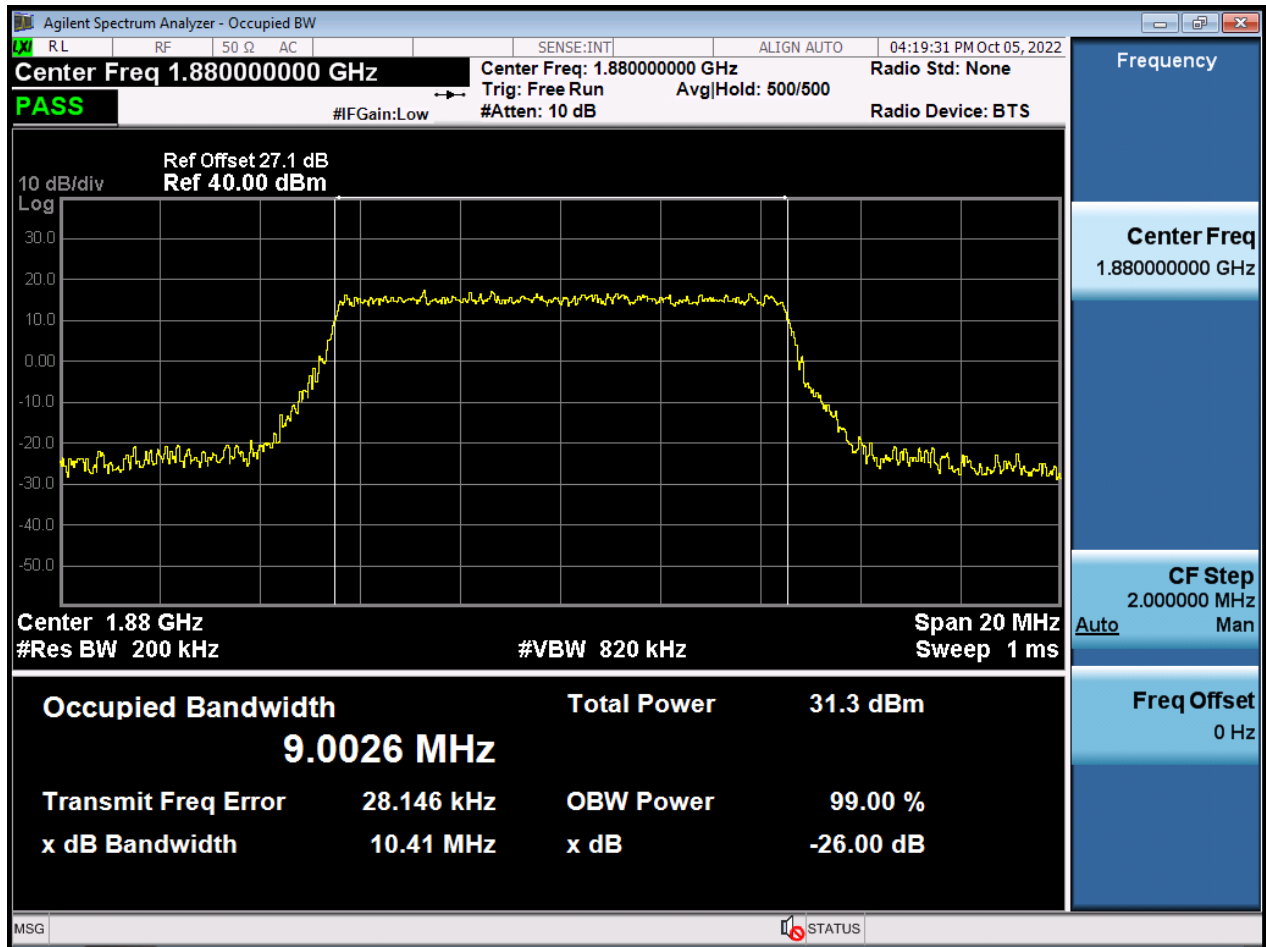 Agilent Spectrum Analyzer - Occupied BW
LXI RL RF 50 Ω AC SENSE:INT ALIGN AUTO 04:19:31 PM Oct 05, 2022
Center Freq 1.880000000 GHz
PASS
#IFGain:Low
Center Freq: 1.880000000 GHz
Trig: Free Run Avg|Hold: 500/500
#Atten: 10 dB
Radio Std: None
Radio Device: BTS
Ref Offset 27.1 dB
10 dB/div Ref 40.00 dBm
Log
30.0
20.0
10.0
0.00
-10.0
-20.0
-30.0
-40.0
-50.0
Center 1.88 GHz Span 20 MHz
#Res BW 200 kHz #VBW 820 kHz Sweep 1 ms
Occupied Bandwidth Total Power 31.3 dBm
9.0026 MHz
Transmit Freq Error 28.146 kHz OBW Power 99.00 %
x dB Bandwidth 10.41 MHz x dB -26.00 dB
MSG STATUS
Frequency
Center Freq
1.880000000 GHz
CF Step
2.000000 MHz
Auto Man
Freq Offset
0 Hz